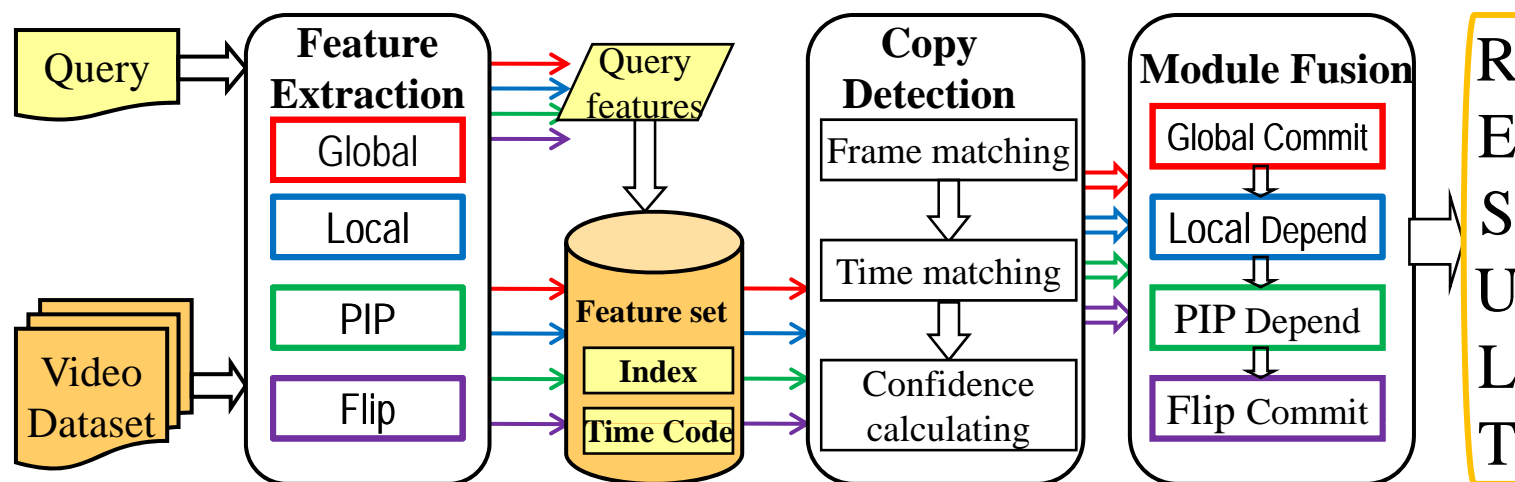 Query
Video
Dataset
Feature
Extraction
Global
Local
PIP
Flip
Query
features
Feature set
Index
Time Code
Copy
Detection
Frame matching
Time matching
Confidence
calculating
Module Fusion
Global Commit
Local Depend
PIP Depend
Flip Commit
R
E
S
U
L
T